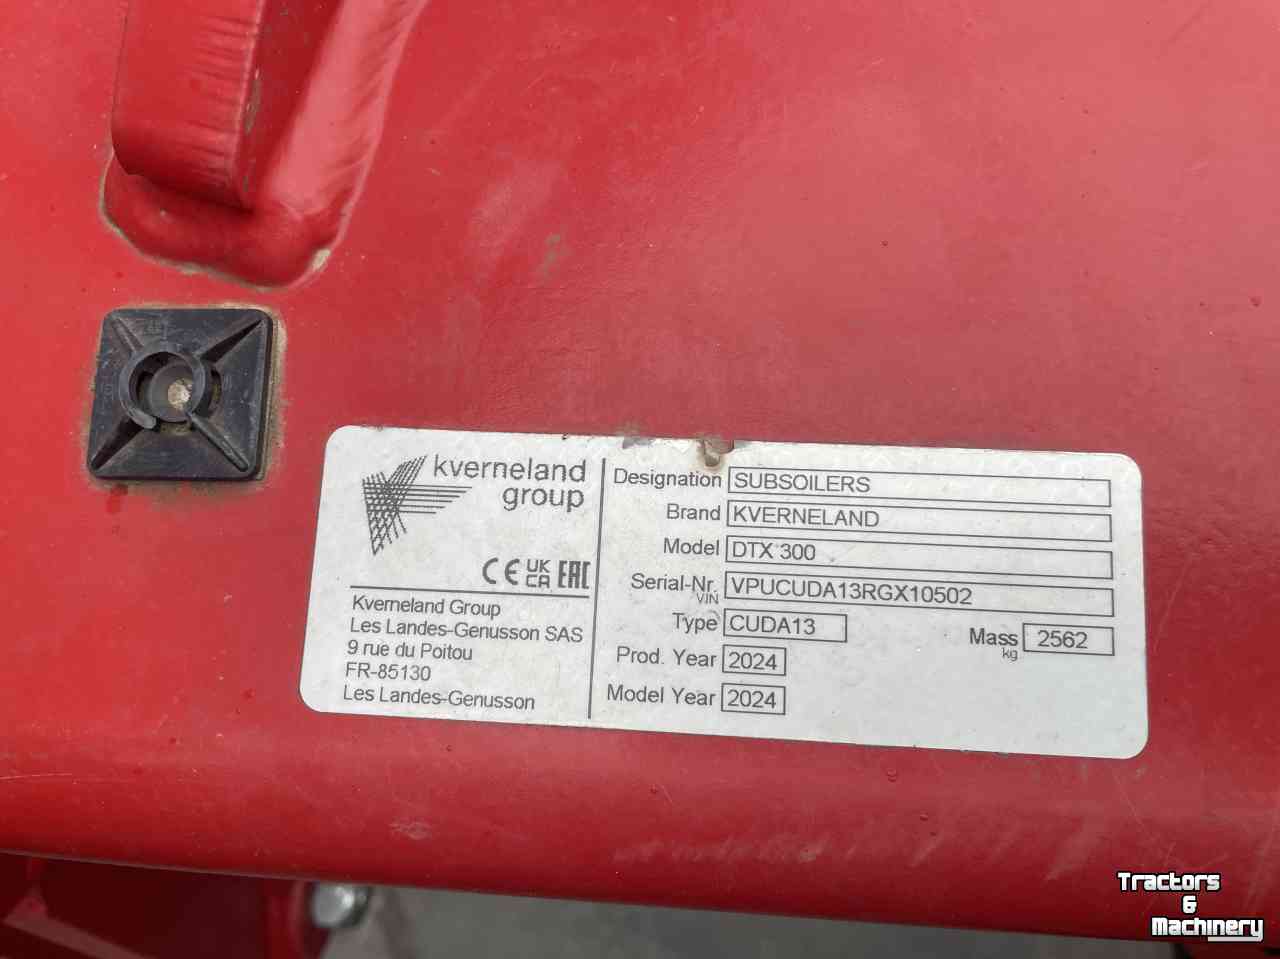 kverneland
group
CE UK CA EAC
Kverneland Group
Les Landes-Genusson SAS
9 rue du Poitou
FR-85130
Les Landes-Genusson
Designation SUBSOILERS
Brand KVERNELAND
Model DTX 300
Serial-Nr. VIN VPUCUDA13RGX10502
Type CUDA13 Mass kg 2562
Prod. Year 2024
Model Year 2024
Tractors
&
Machinery